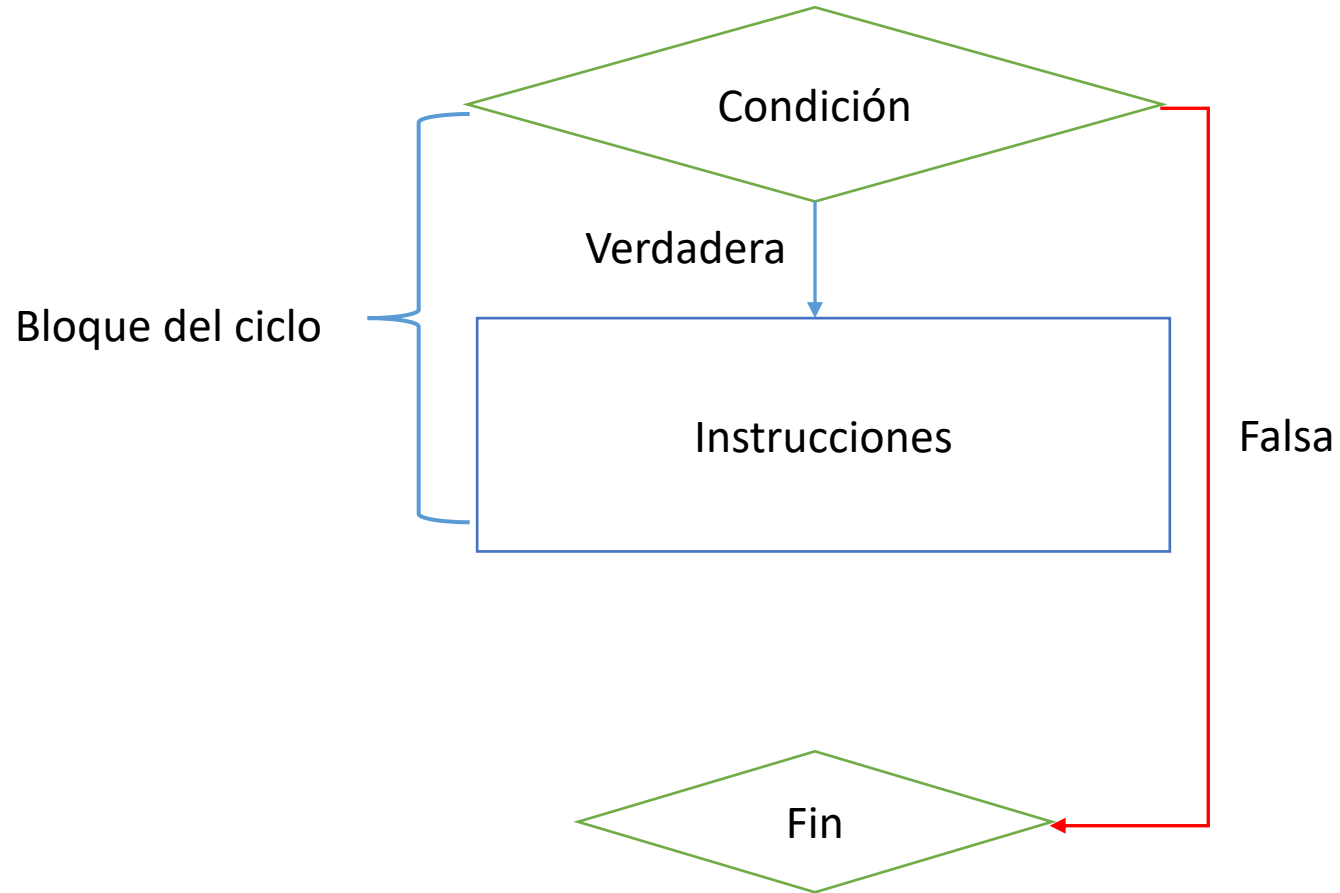 Condición
Verdadera
Bloque del ciclo
Instrucciones
Falsa
Fin